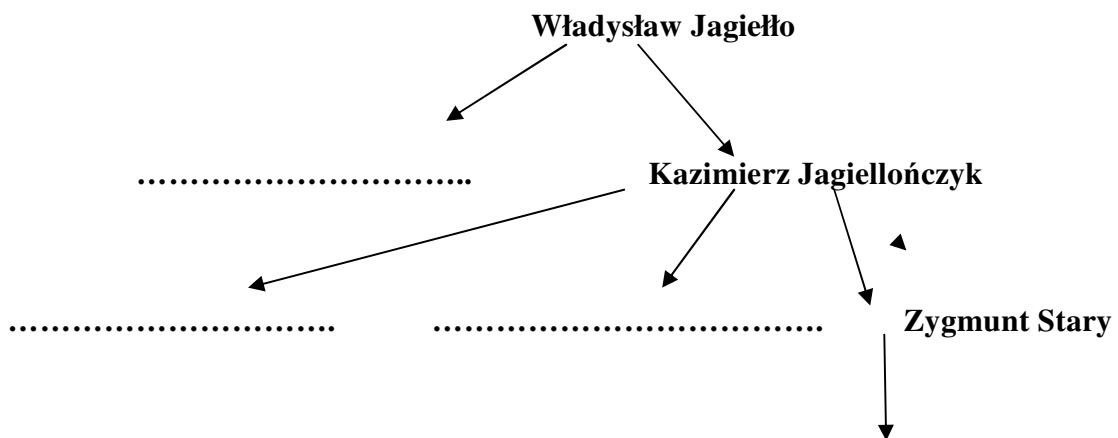 Władysław Jagiełło
………………………………...
Kazimierz Jagiellończyk
……………………………….
…………………………………….
Zygmunt Stary